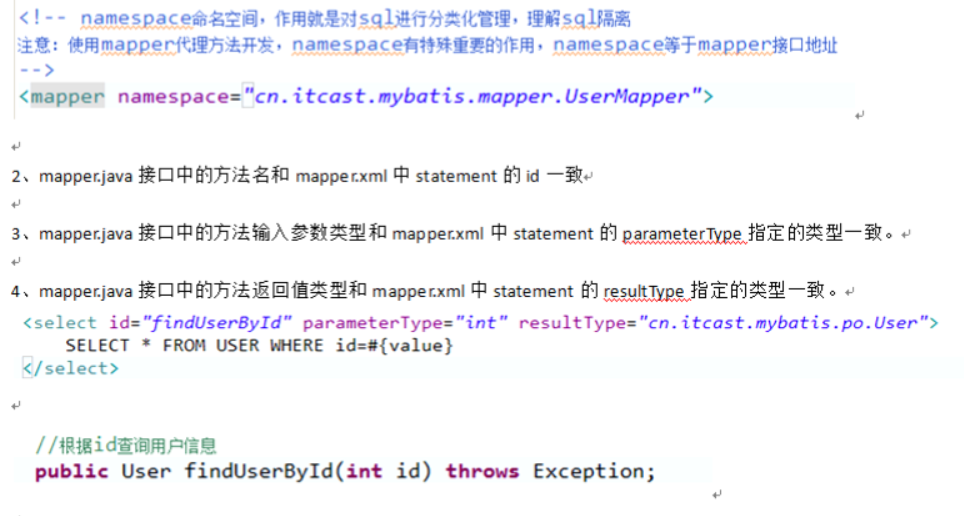 <!-- namespace命名空间，作用就是对sql进行分类化管理，理解sql隔离
注意：使用mapper代理方法开发，namespace有特殊重要的作用，namespace等于mapper接口地址
-->
<mapper namespace="cn.itcast.mybatis.mapper.UserMapper">
2、mapper.java 接口中的方法名和 mapper.xml 中 statement 的 id 一致
3、mapper.java 接口中的方法输入参数类型和 mapper.xml 中 statement 的 parameterType 指定的类型一致。
4、mapper.java 接口中的方法返回值类型和 mapper.xml 中 statement 的 resultType 指定的类型一致。
<select id="findUserById" parameterType="int" resultType="cn.itcast.mybatis.po.User">
SELECT * FROM USER WHERE id=#{value}
</select>
//根据id查询用户信息
public User findUserById(int id) throws Exception;